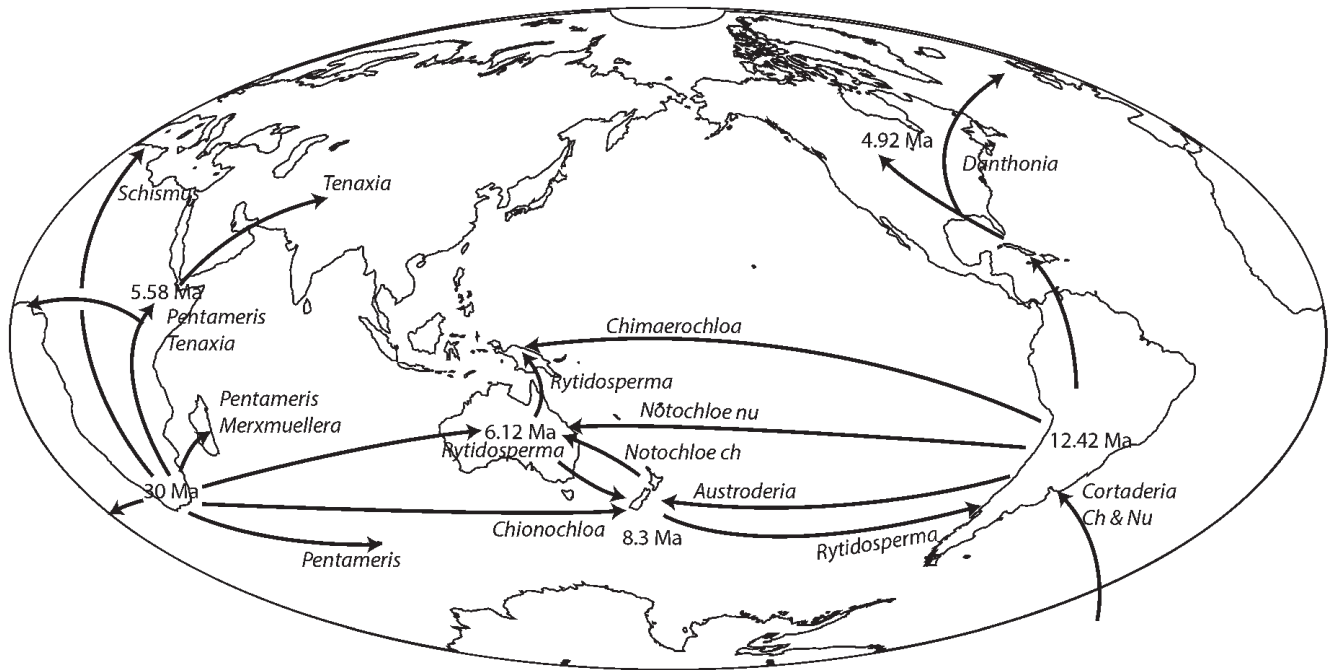 4.92 Ma
Danthonia
Schismus
Tenaxia
5.58 Ma
Pentameris
Tenaxia
Chimaerochloa
Rytidosperma
Pentameris
Merxmuellera
Notochloe nu
6.12 Ma
Rytidosperma
12.42 Ma
Notochloe ch
30 Ma
Austroderia
Cortaderia
Ch & Nu
Chionochloa
8.3 Ma
Rytidosperma
Pentameris